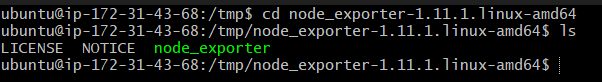 ubuntu@ip-172-31-43-68:/tmp$ cd node_exporter-1.11.1.linux-amd64
ubuntu@ip-172-31-43-68:/tmp/node_exporter-1.11.1.linux-amd64$ ls
LICENSE  NOTICE  node_exporter
ubuntu@ip-172-31-43-68:/tmp/node_exporter-1.11.1.linux-amd64$